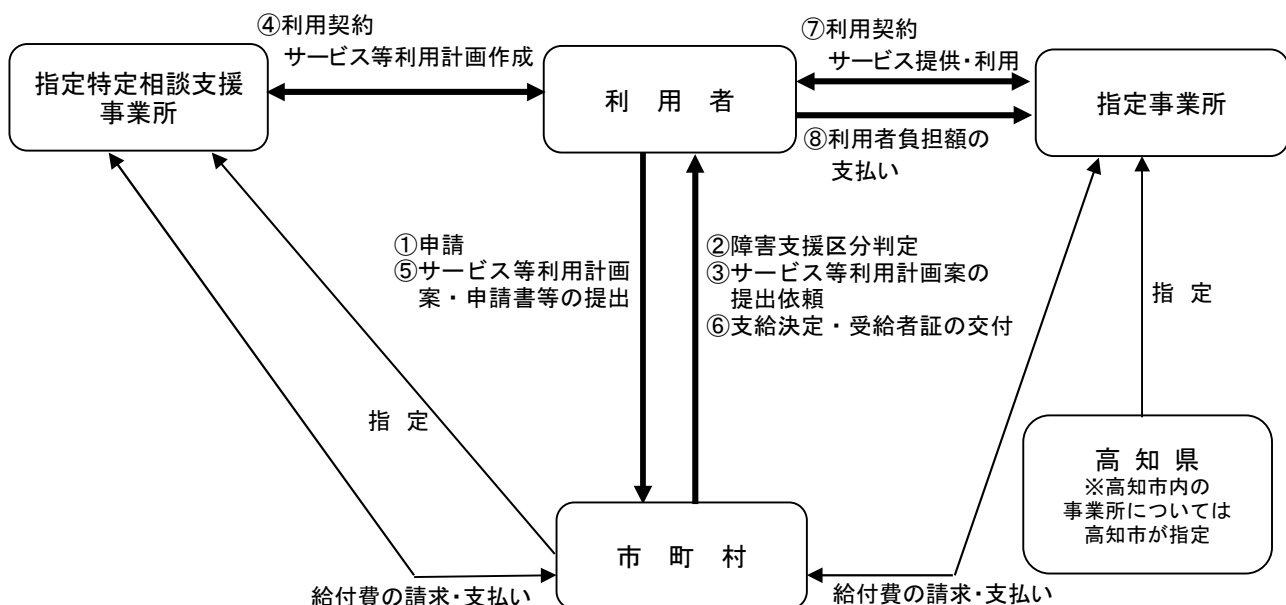 ④利用契約
サービス等利用計画作成
⑦利用契約
サービス提供・利用
指定特定相談支援
事業所
利 用 者
指定事業所
⑧利用者負担額の
支払い
①申請
⑤サービス等利用計画
案・申請書等の提出
②障害支援区分判定
③サービス等利用計画案の
提出依頼
⑥支給決定・受給者証の交付
指 定
指 定
高 知 県
※高知市内の
事業所については
高知市が指定
市 町 村
給付費の請求・支払い
給付費の請求・支払い